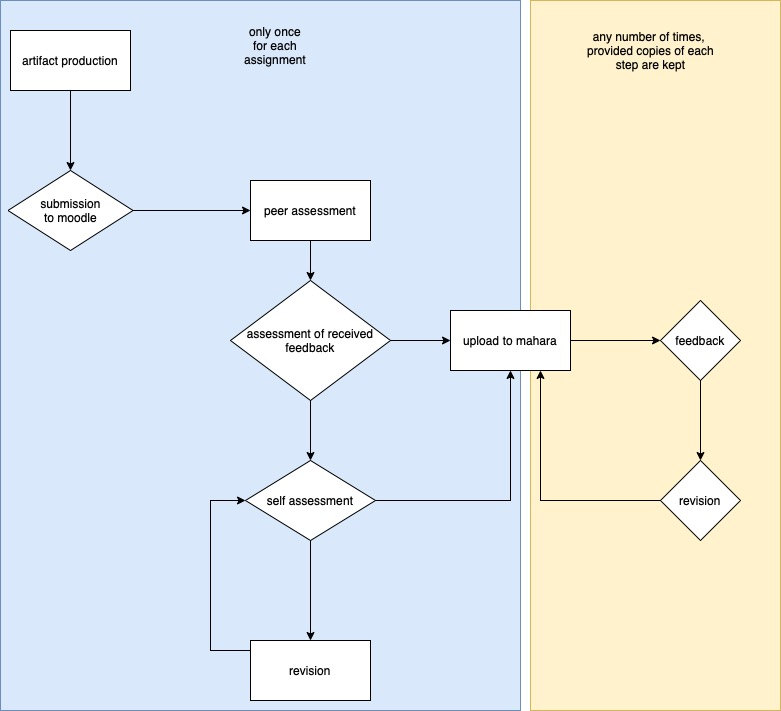 only once
for each
assignment
any number of times,
provided copies of each
step are kept
artifact production
submission
to moodle
peer assessment
assessment of received
feedback
upload to mahara
feedback
self assessment
revision
revision